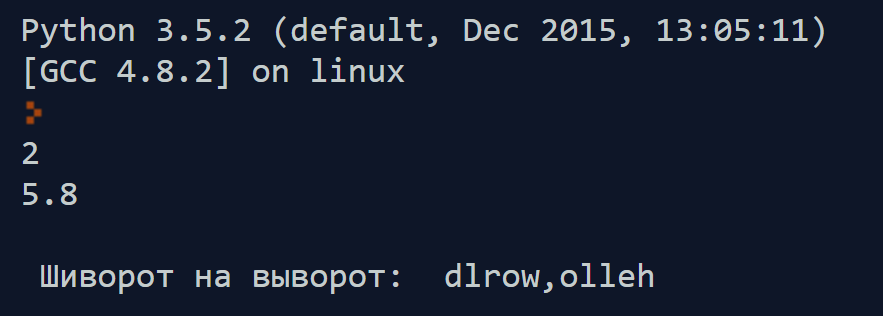 Python 3.5.2 (default, Dec 2015, 13:05:11)
[GCC 4.8.2] on linux
>
2
5.8
Шиворот на выворот:  dlrow,olleh